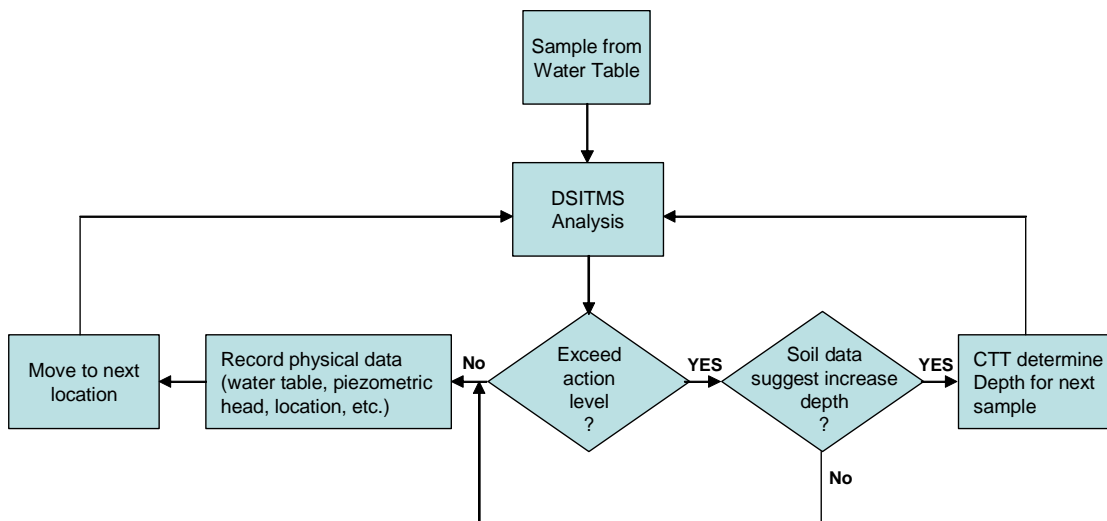 Sample from
Water Table
DSITMS
Analysis
Move to next
location
Record physical data
(water table, piezometric
head, location, etc.)
No
Exceed
action
level
?
YES
Soil data
suggest increase
depth
?
YES
CTT determine
Depth for next
sample
No